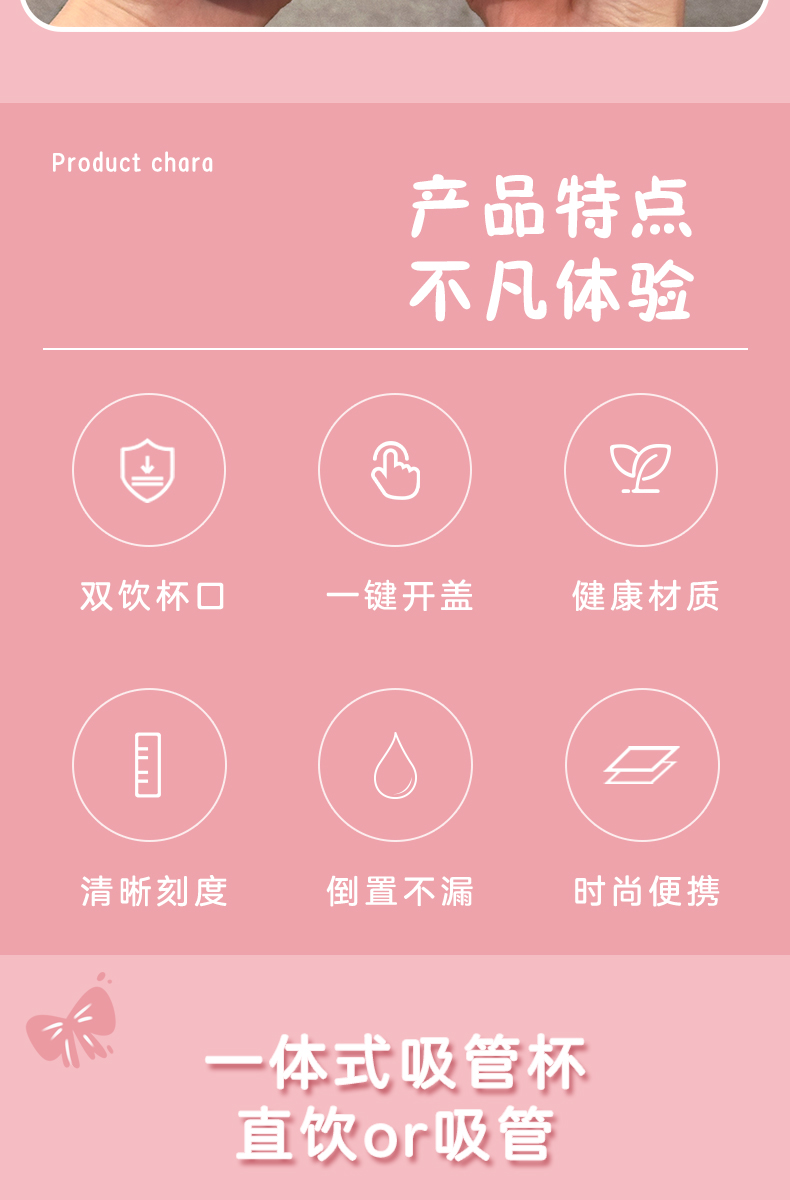 Product chara
产品特点
不凡体验
双饮杯口
一键开盖
健康材质
清晰刻度
倒置不漏
时尚便携
一体式吸管杯
直饮or吸管